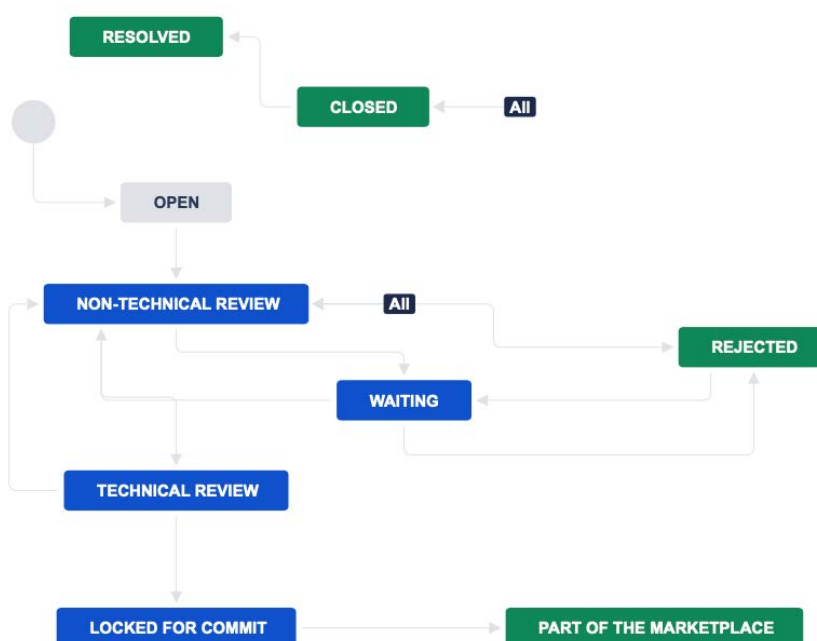 RESOLVED
CLOSED
All
OPEN
NON-TECHNICAL REVIEW
All
REJECTED
WAITING
TECHNICAL REVIEW
LOCKED FOR COMMIT
PART OF THE MARKETPLACE